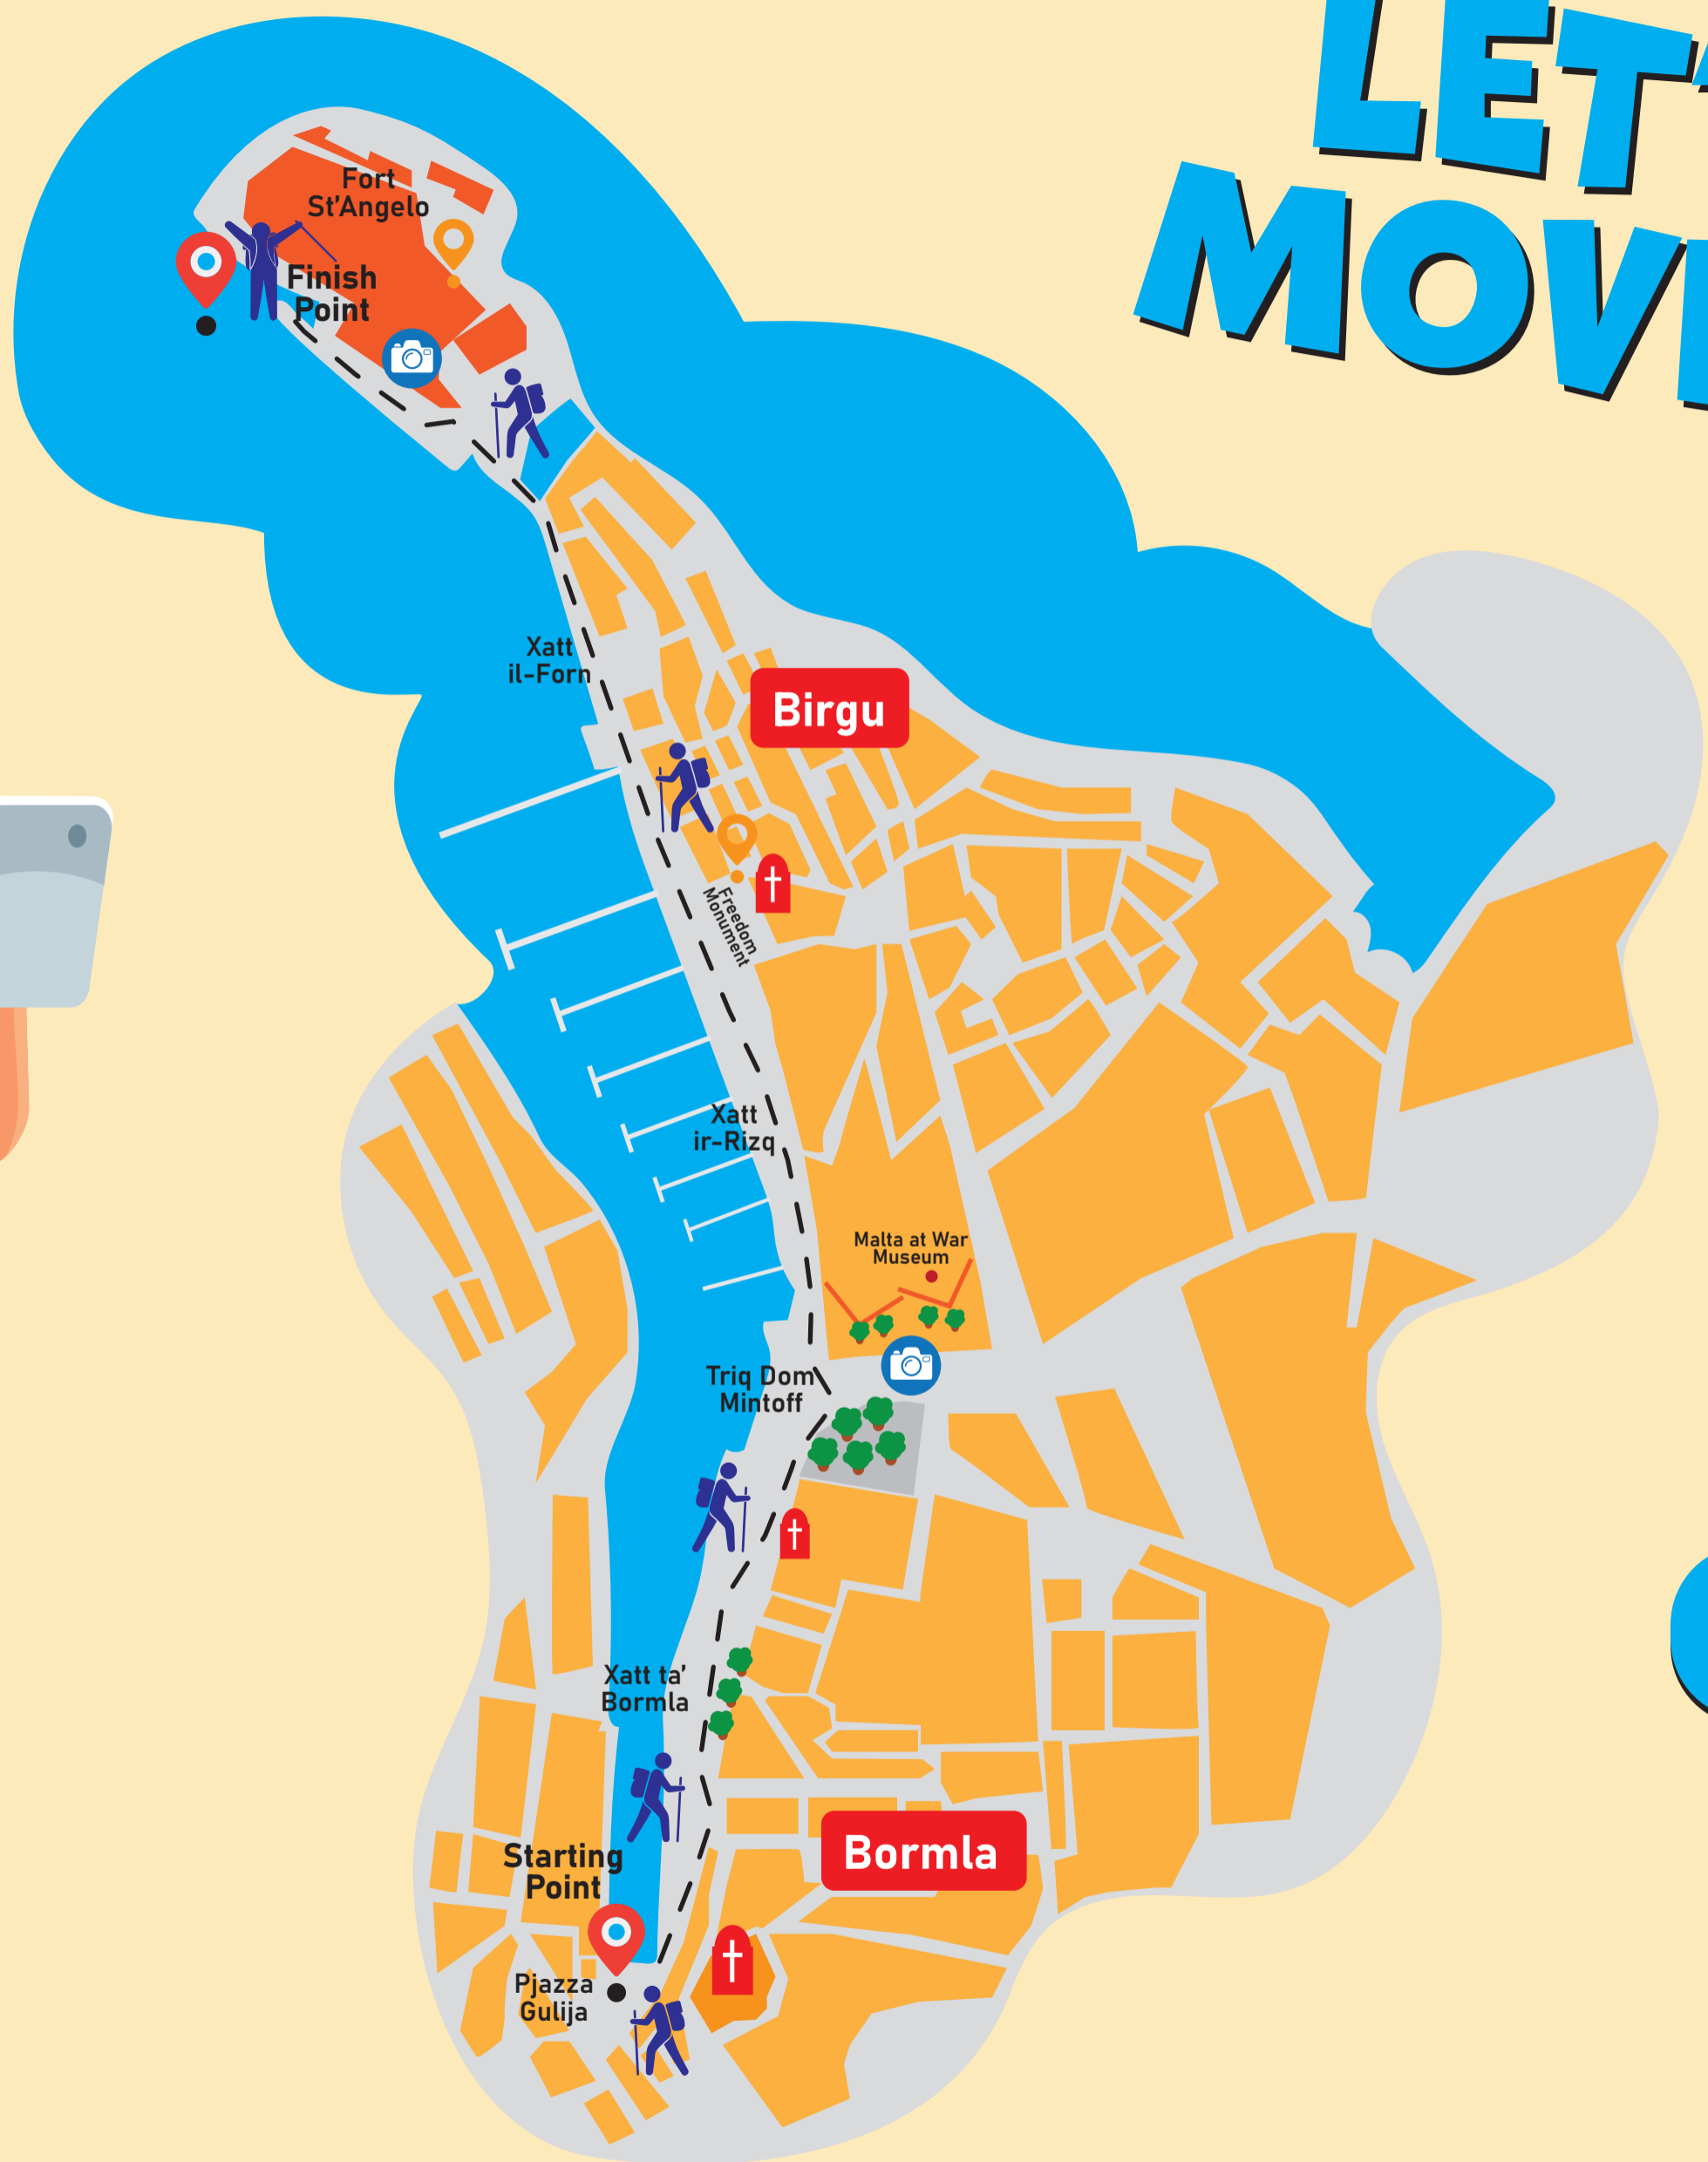 LET'
MOV
Fort
St'Angelo
Finish
Point
Xatt
il-Forn
Birgu
Freedom
Monument
Xatt
ir-Rizq
Malta at War
Museum
Triq Dom
Mintoff
Xatt ta'
Bormla
Starting
Point
Bormla
Pjazza
Gulija